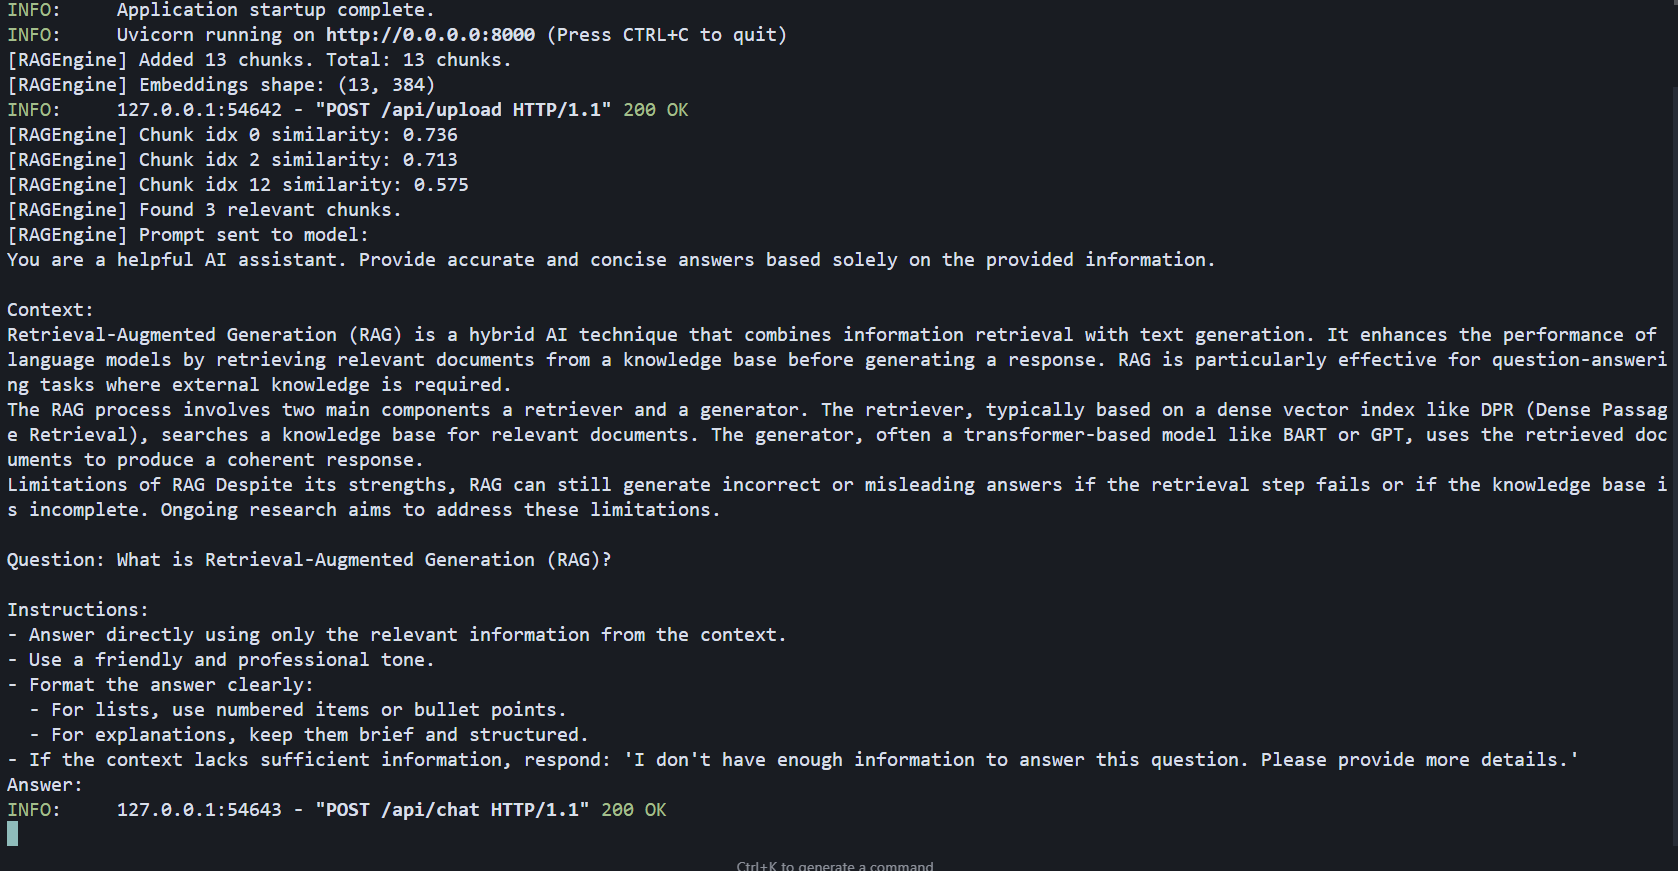 INFO:     Application startup complete.
INFO:     Uvicorn running on http://0.0.0.0:8000 (Press CTRL+C to quit)
[RAGEngine] Added 13 chunks. Total: 13 chunks.
[RAGEngine] Embeddings shape: (13, 384)
INFO:     127.0.0.1:54642 - "POST /api/upload HTTP/1.1" 200 OK
[RAGEngine] Chunk idx 0 similarity: 0.736
[RAGEngine] Chunk idx 2 similarity: 0.713
[RAGEngine] Chunk idx 12 similarity: 0.575
[RAGEngine] Found 3 relevant chunks.
[RAGEngine] Prompt sent to model:
You are a helpful AI assistant. Provide accurate and concise answers based solely on the provided information.

Context:
Retrieval-Augmented Generation (RAG) is a hybrid AI technique that combines information retrieval with text generation. It enhances the performance of
language models by retrieving relevant documents from a knowledge base before generating a response. RAG is particularly effective for question-answeri
ng tasks where external knowledge is required.
The RAG process involves two main components a retriever and a generator. The retriever, typically based on a dense vector index like DPR (Dense Passag
e Retrieval), searches a knowledge base for relevant documents. The generator, often a transformer-based model like BART or GPT, uses the retrieved doc
uments to produce a coherent response.
Limitations of RAG Despite its strengths, RAG can still generate incorrect or misleading answers if the retrieval step fails or if the knowledge base i
s incomplete. Ongoing research aims to address these limitations.

Question: What is Retrieval-Augmented Generation (RAG)?

Instructions:
- Answer directly using only the relevant information from the context.
- Use a friendly and professional tone.
- Format the answer clearly:
  - For lists, use numbered items or bullet points.
  - For explanations, keep them brief and structured.
- If the context lacks sufficient information, respond: 'I don't have enough information to answer this question. Please provide more details.'
Answer:
INFO:     127.0.0.1:54643 - "POST /api/chat HTTP/1.1" 200 OK
Ctrl+K to generate a command